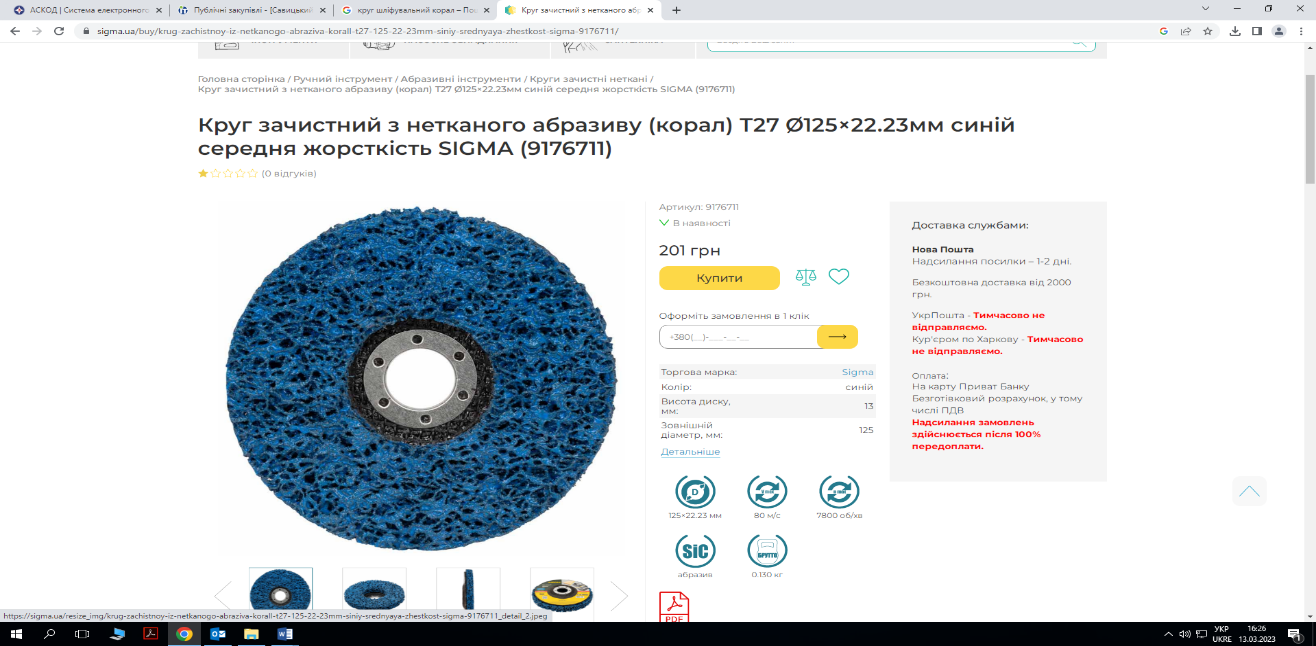 АСКОД | Система електронного
Публічні закупівлі - [Савицький
круг шліфувальний корал – По
Круг зачистний з нетканого абр
sigma.ua/buy/krug-zachistnoy-iz-netkanogo-abraziva-korall-t27-125-22-23mm-siniy-srednyaya-zhestkost-sigma-9176711/
Головна сторінка / Ручний інструмент / Абразивні інструменти / Круги зачистні неткані /
Круг зачистний з нетканого абразиву (корал) Т27 Ø125×22.23мм синій середня жорсткість SIGMA (9176711)
Круг зачистний з нетканого абразиву (корал) Т27 Ø125×22.23мм синій
середня жорсткість SIGMA (9176711)
(0 відгуків)
Артикул: 9176711
В наявності
201 грн
Купити
Оформіть замовлення в 1 клік
+380(__)-___-__-__
Торгова марка: Sigma
Колір: синій
Висота диску,
мм: 13
Зовнішній
діаметр, мм: 125
Детальніше
D
125×22.23 мм
80 м/с
7800 об/хв
SiC
абразив
БРУТТО
0.130 кг
PDF
Доставка службами:
Нова Пошта
Надсилання посилки – 1-2 дні.
Безкоштовна доставка від 2000
грн.
УкрПошта - Тимчасово не
відправляємо.
Кур'єром по Харкову - Тимчасово
не відправляємо.
Оплата:
На карту Приват Банку
Безготівковий розрахунок, у тому
числі ПДВ
Надсилання замовлень
здійснюється після 100%
передоплати.
https://sigma.ua/resize_img/krug-zachistnoy-iz-netkanogo-abraziva-korall-t27-125-22-23mm-siniy-srednyaya-zhestkost-sigma-9176711_detail_2.jpeg
УКР
UKRE
16:26
13.03.2023